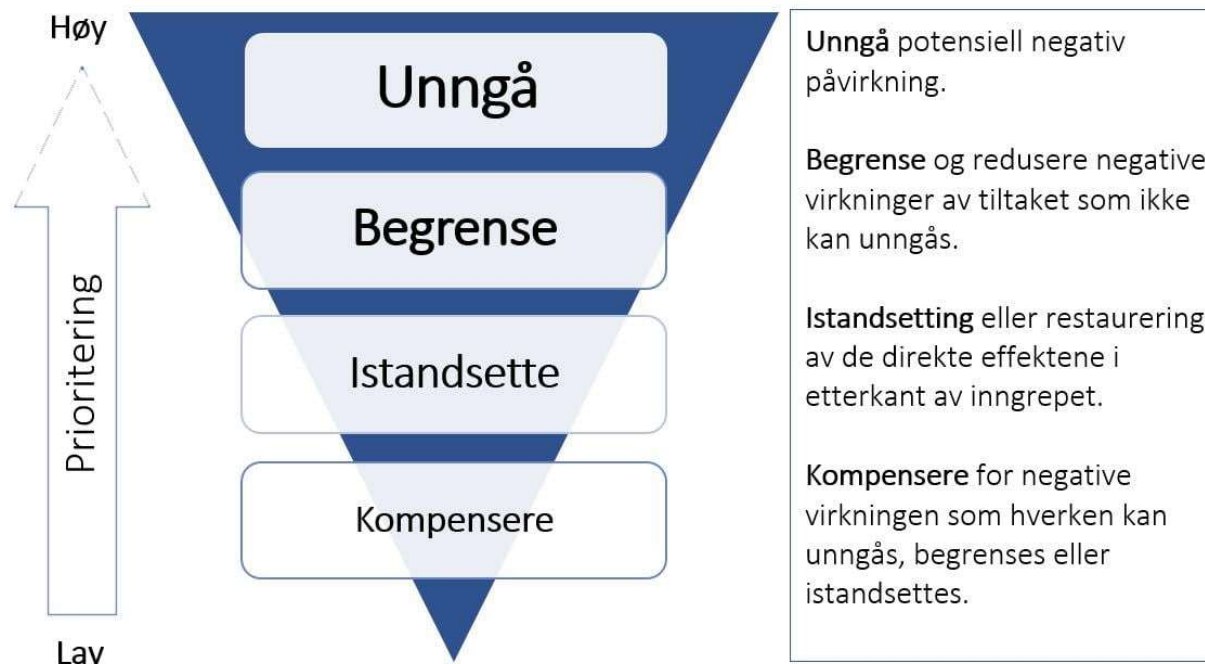 Høy
Prioritering
Lav
Unngå
Begrense
Istandsette
Kompensere
Unngå potensiell negativ
påvirkning.
Begrense og redusere negative
virkninger av tiltaket som ikke
kan unngås.
Istandsetting eller restaurering
av de direkte effektene i
etterkant av inngrepet.
Kompensere for negative
virkningen som hverken kan
unngås, begrenses eller
istandsettes.